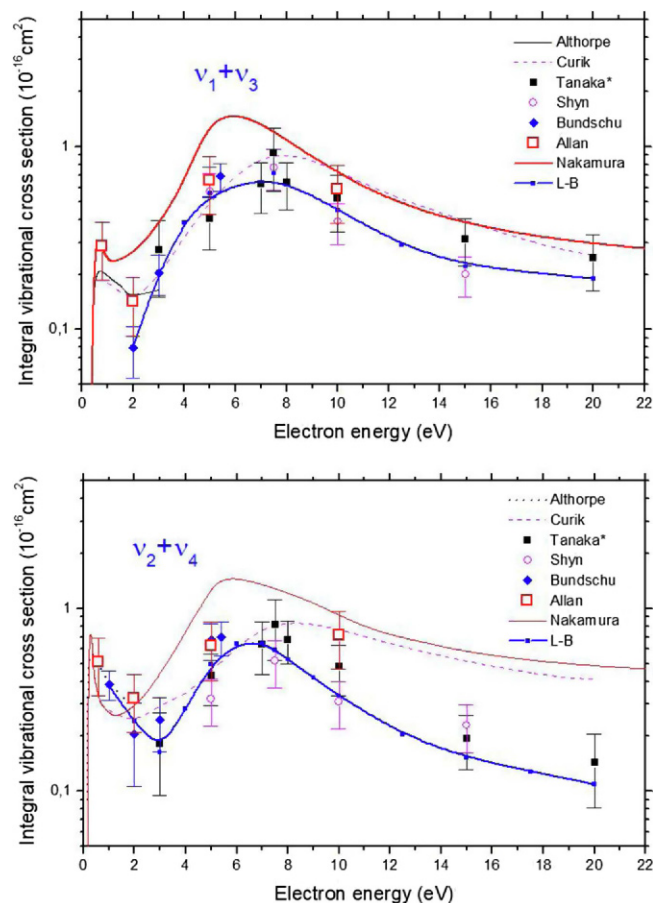 ν₁+ν₃
Althorpe
Curik
Tanaka*
Shyn
Bundschu
Allan
Nakamura
L-B
Integral vibrational cross section (10⁻¹⁶cm²)
1
0,1
0 2 4 6 8 10 12 14 16 18 20 22
Electron energy (eV)
ν₂+ν₄
Althorpe
Curik
Tanaka*
Shyn
Bundschu
Allan
Nakamura
L-B
Integral vibrational cross section (10⁻¹⁶cm²)
1
0,1
0 2 4 6 8 10 12 14 16 18 20 22
Electron energy (eV)